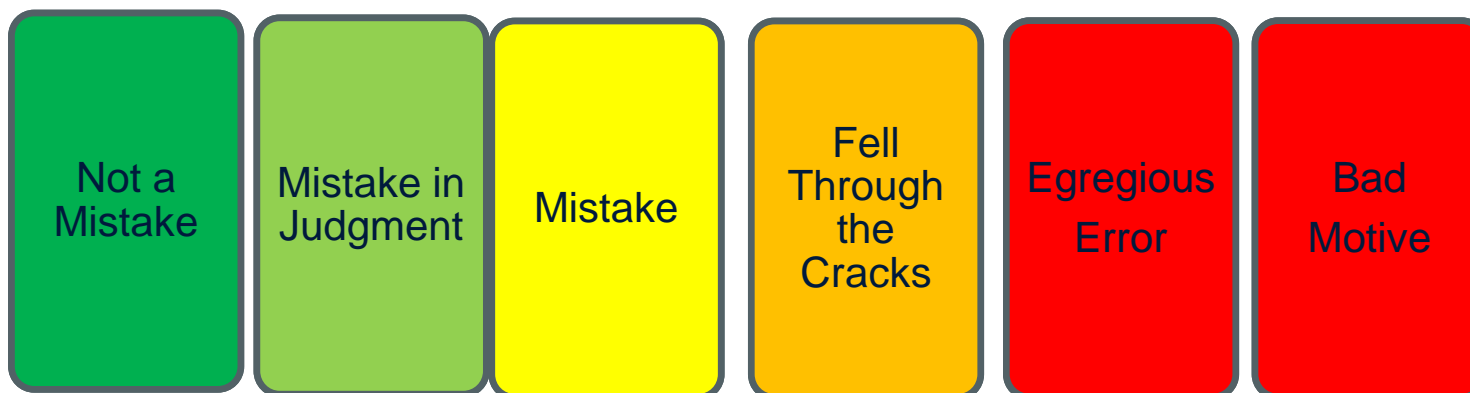 Not a
Mistake
Mistake in
Judgment
Mistake
Fell
Through
the
Cracks
Egregious
Error
Bad
Motive